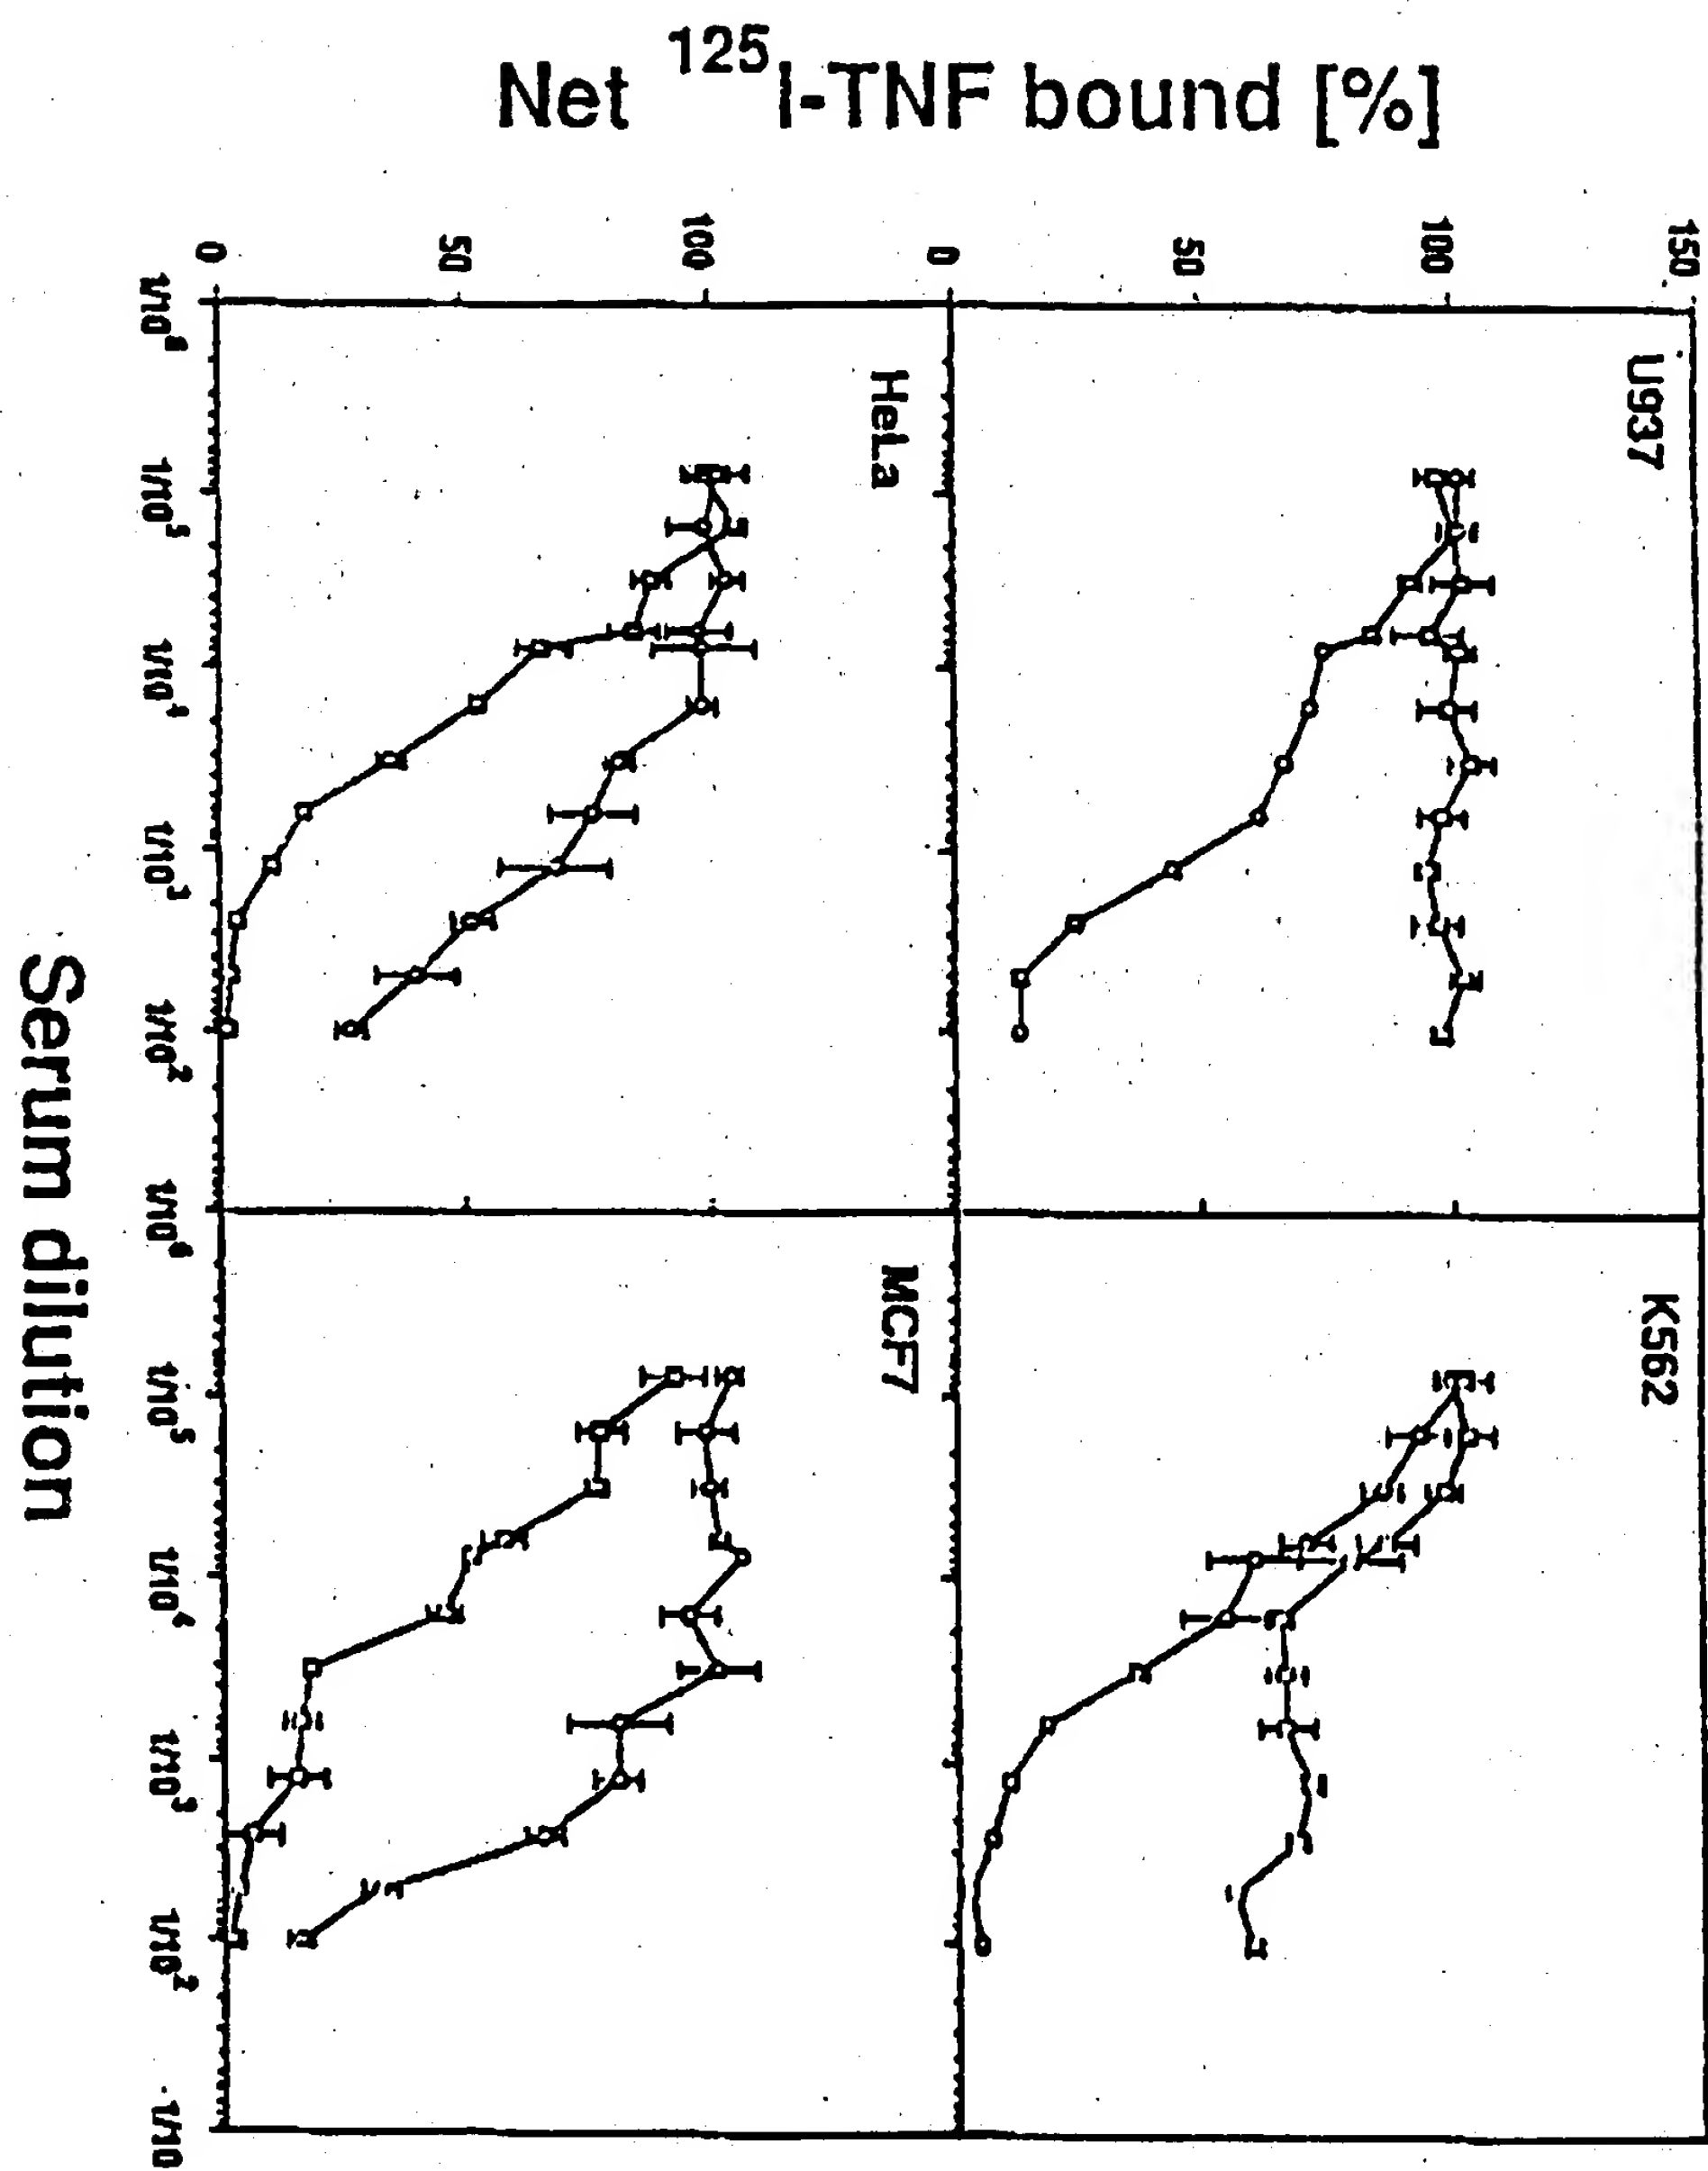 Net ¹²⁵I-TNF bound [%]
150
100
50
0
100
50
0
U937
K562
HeLa
MCF7
1/10⁶ 1/10⁵ 1/10⁴ 1/10³ 1/10² 1/10⁶ 1/10⁵ 1/10⁴ 1/10³ 1/10² 1/10
Serum dilution